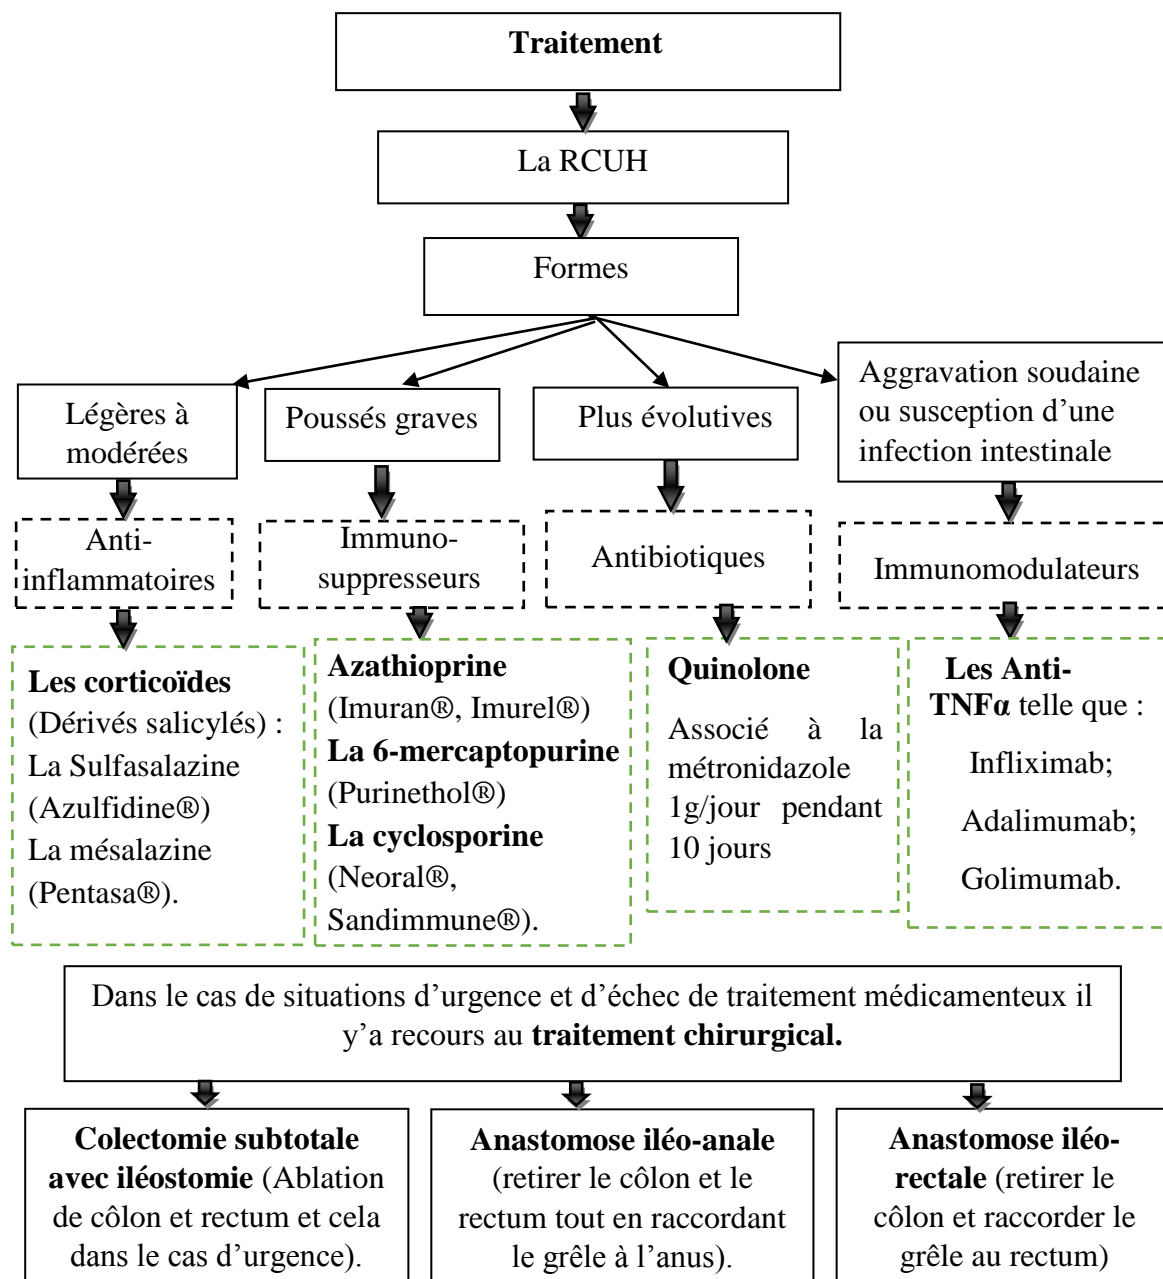 Traitement
La RCUH
Formes
Légères à
modérées
Poussés graves
Plus évolutives
Aggravation soudaine
ou susception d’une
infection intestinale
Anti-
inflammatoires
Immuno-
suppresseurs
Antibiotiques
Immunomodulateurs
Les corticoïdes
(Dérivés salicylés) :
La Sulfasalazine
(Azulfidine®)
La mésalazine
(Pentasa®).
Azathioprine
(Imuran®, Imurel®)
La 6-mercaptopurine
(Purinethol®)
La cyclosporine
(Neoral®,
Sandimmune®).
Quinolone
Associé à la
métronidazole
1g/jour pendant
10 jours
Les Anti-
TNFα telle que :
Infliximab;
Adalimumab;
Golimumab.
Dans le cas de situations d’urgence et d’échec de traitement médicamenteux il
y’a recours au traitement chirurgical.
Colectomie subtotale
avec iléostomie (Ablation
de côlon et rectum et cela
dans le cas d’urgence).
Anastomose iléo-anale
(retirer le côlon et le
rectum tout en raccordant
le grêle à l’anus).
Anastomose iléo-
rectale (retirer le
côlon et raccorder le
grêle au rectum)